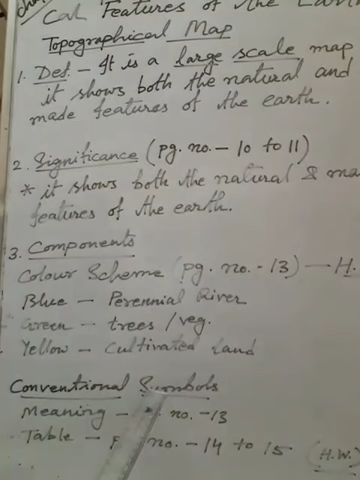 Features of the Earth
Topographical Map
1. Def. - It is a large scale map
it shows both the natural and
made features of the earth.
2. Significance (pg. no. - 10 to 11)
* it shows both the natural & ma
features of the earth.
3. Components
Colour Scheme (pg. no. - 13) - H.
Blue - Perennial River
Green - trees / veg.
Yellow - Cultivated Land
Conventional Symbols
Meaning - no. - 13
Table - no. - 14 to 15 (H.W.)